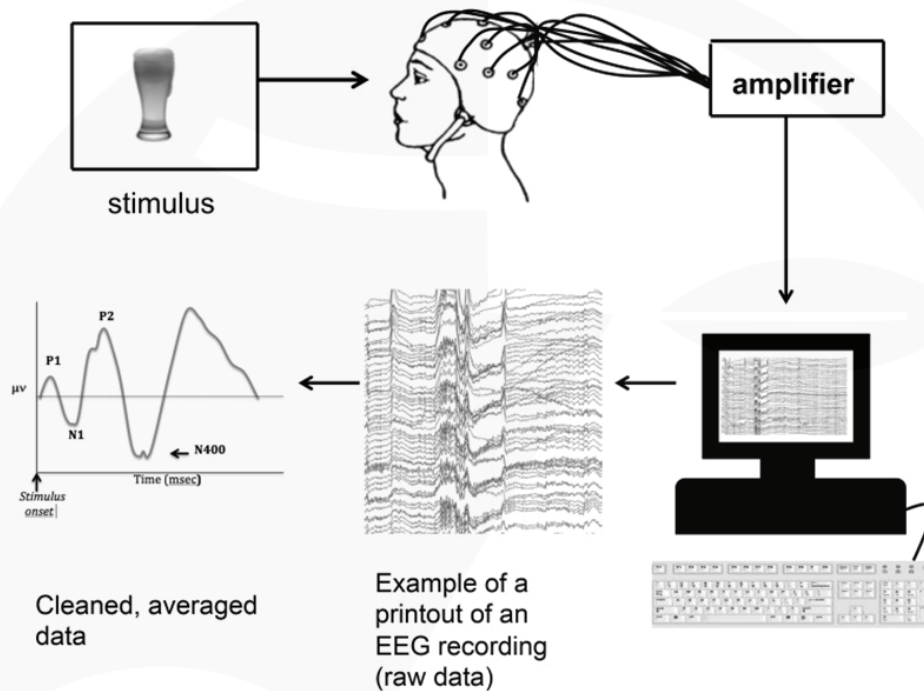 amplifier
stimulus
P2
P1
μv
N1
N400
Time (msec)
Stimulus
onset
Cleaned, averaged
data
Example of a
printout of an
EEG recording
(raw data)